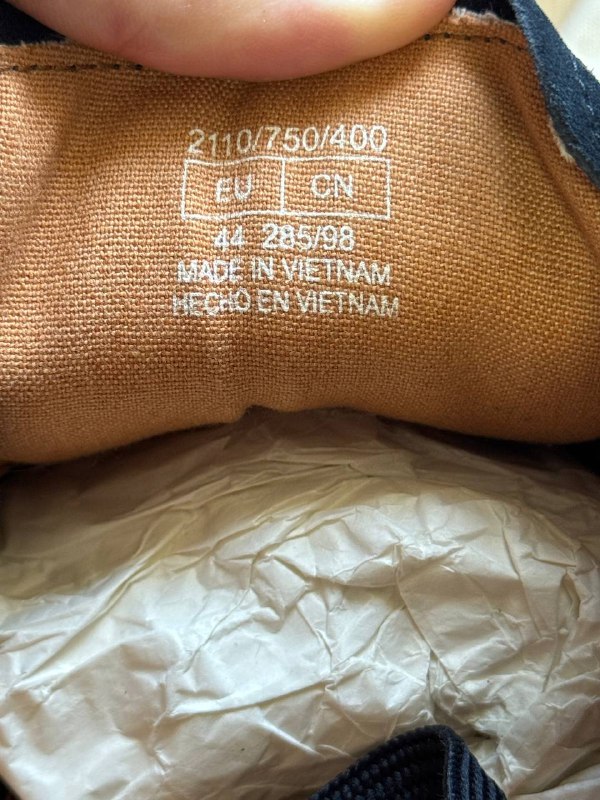 2110/750/400
EU CN
44 285/98
MADE IN VIETNAM
HECHO EN VIETNAM